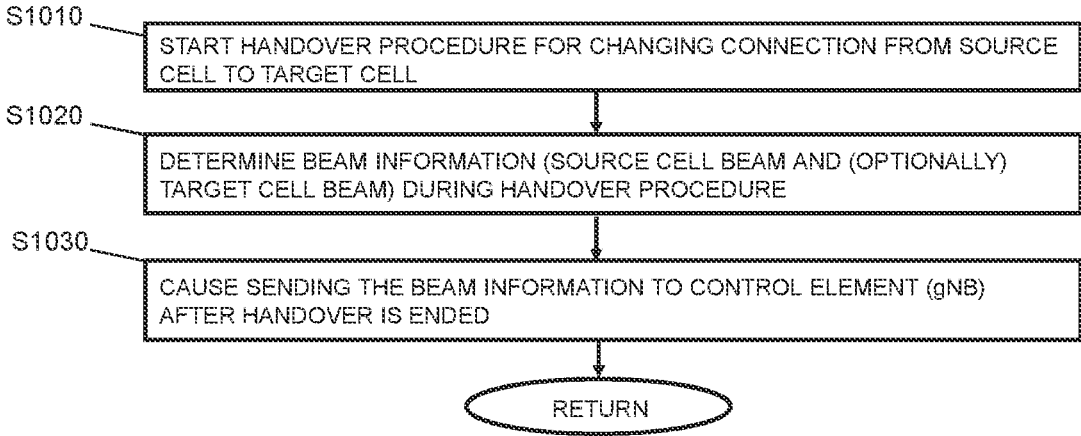 S1010
START HANDOVER PROCEDURE FOR CHANGING CONNECTION FROM SOURCE
CELL TO TARGET CELL
S1020
DETERMINE BEAM INFORMATION (SOURCE CELL BEAM AND (OPTIONALLY)
TARGET CELL BEAM) DURING HANDOVER PROCEDURE
S1030
CAUSE SENDING THE BEAM INFORMATION TO CONTROL ELEMENT (gNB)
AFTER HANDOVER IS ENDED
RETURN